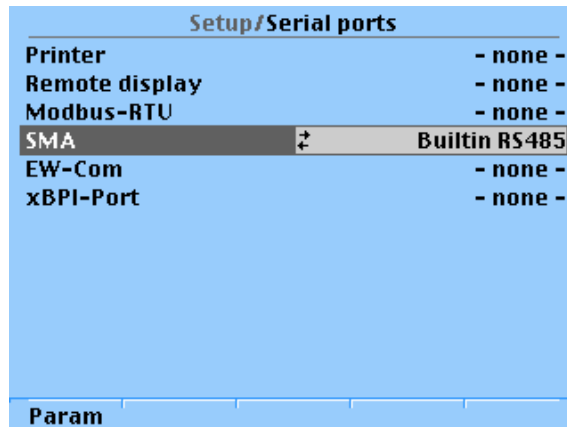 Setup/Serial ports
Printer - none -
Remote display - none -
Modbus-RTU - none -
SMA Builtin RS485
EW-Com - none -
xBPI-Port - none -
Param